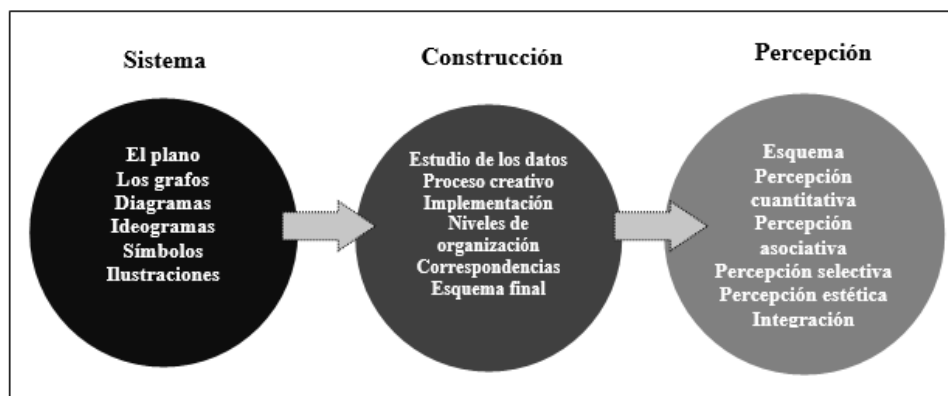 Sistema
El plano
Los grafos
Diagramas
Ideogramas
Símbolos
Ilustraciones
Construcción
Estudio de los datos
Proceso creativo
Implementación
Niveles de
organización
Correspondencias
Esquema final
Percepción
Esquema
Percepción
cuantitativa
Percepción
asociativa
Percepción selectiva
Percepción estética
Integración